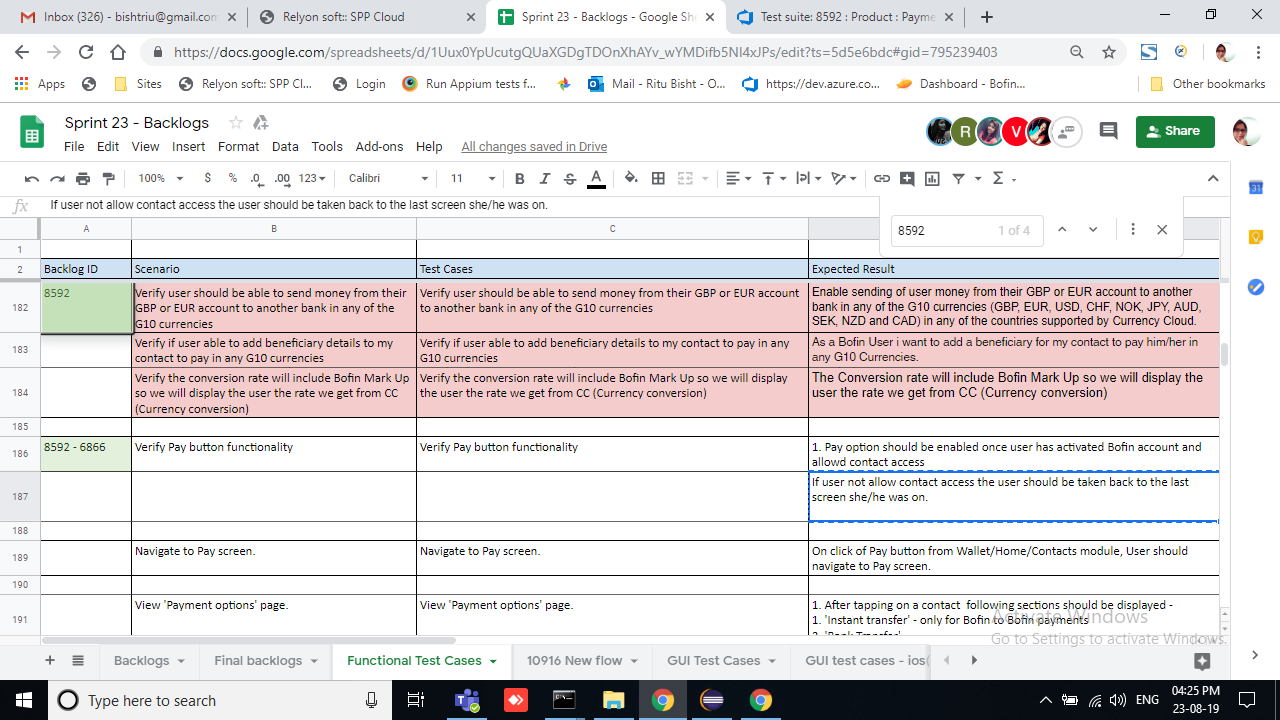 Inbox (326) - bishtriu@gmail.com
Relyon soft:: SPP Cloud
Sprint 23 - Backlogs - Google She
Test suite: 8592 : Product : Payme
https://docs.google.com/spreadsheets/d/1Uux0YpUcutgQUaXGDgTDOnXhAYv_wYMDifb5NI4xJPs/edit?ts=5d5e6bdc#gid=795239403
Apps
Sites
Relyon soft:: SPP Cl...
Login
Run Appium tests f...
Mail - Ritu Bisht - O...
https://dev.azure.co...
Dashboard - Bofin...
Other bookmarks
Sprint 23 - Backlogs
File Edit View Insert Format Data Tools Add-ons Help All changes saved in Drive
R
V
Share
100% $ % .0 .00 123 Calibri 11 B I S A
31
fx If user not allow contact access the user should be taken back to the last screen she/he was on.
8592 1 of 4
A B C
1
2 Backlog ID Scenario Test Cases Expected Result
182
8592
Verify user should be able to send money from their
GBP or EUR account to another bank in any of the
G10 currencies
Verify user should be able to send money from their GBP or EUR account
to another bank in any of the G10 currencies
Enable sending of user money from their GBP or EUR account to another
bank in any of the G10 currencies (GBP, EUR, USD, CHF, NOK, JPY, AUD,
SEK, NZD and CAD) in any of the countries supported by Currency Cloud.
183
Verify if user able to add beneficiary details to my
contact to pay in any G10 currencies
Verify if user able to add beneficiary details to my contact to pay in any
G10 currencies
As a Bofin User i want to add a beneficiary for my contact to pay him/her in
any G10 Currencies.
184
Verify the conversion rate will include Bofin Mark Up
so we will display the user the rate we get from CC
(Currency conversion)
Verify the conversion rate will include Bofin Mark Up so we will display
the user the rate we get from CC (Currency conversion)
The Conversion rate will include Bofin Mark Up so we will display the
user the rate we get from CC (Currency conversion)
185
186
8592 - 6866
Verify Pay button functionality
Verify Pay button functionality
1. Pay option should be enabled once user has activated Bofin account and
allowd contact access
187
If user not allow contact access the user should be taken back to the last
screen she/he was on.
188
189
Navigate to Pay screen.
Navigate to Pay screen.
On click of Pay button from Wallet/Home/Contacts module, User should
navigate to Pay screen.
190
191
View 'Payment options' page.
View 'Payment options' page.
1. After tapping on a contact following sections should be displayed -
1. 'Instant transfer' - only for Bofin to Bofin payments
2. 'Bank Transfer'
Activate Windows
Go to Settings to activate Windows.
Backlogs
Final backlogs
Functional Test Cases
10916 New flow
GUI Test Cases
GUI test cases - ios(
Type here to search
ENG
04:25 PM
23-08-19